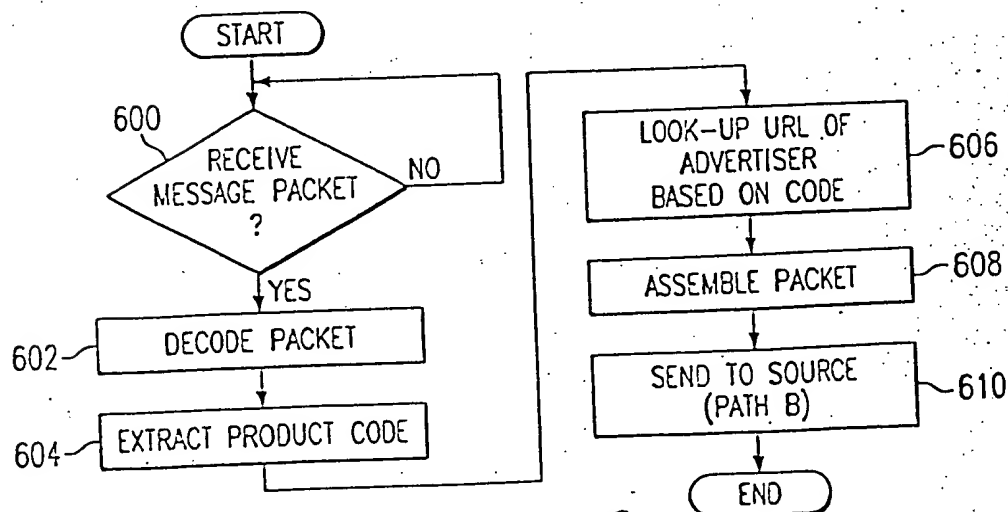 START
600
RECEIVE
MESSAGE PACKET
?
NO
YES
602
DECODE PACKET
604
EXTRACT PRODUCT CODE
LOOK-UP URL OF
ADVERTISER
BASED ON CODE
606
ASSEMBLE PACKET
608
SEND TO SOURCE
(PATH B)
610
END